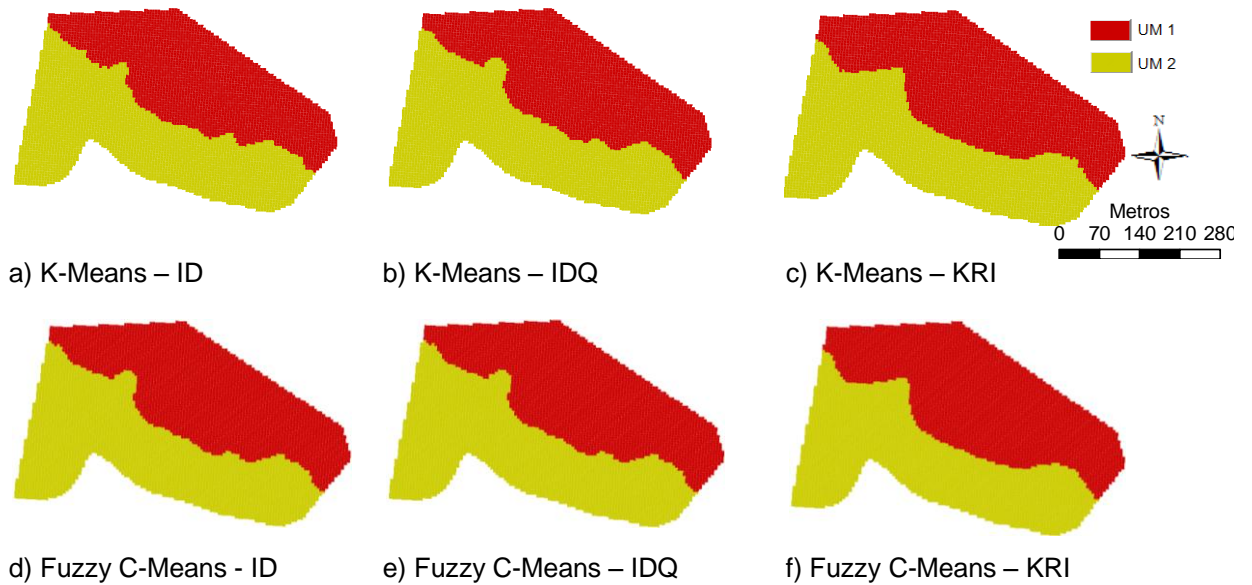 UM 1
UM 2
N
Metros
0 70 140 210 280
a) K-Means – ID
b) K-Means – IDQ
c) K-Means – KRI
d) Fuzzy C-Means - ID
e) Fuzzy C-Means – IDQ
f) Fuzzy C-Means – KRI